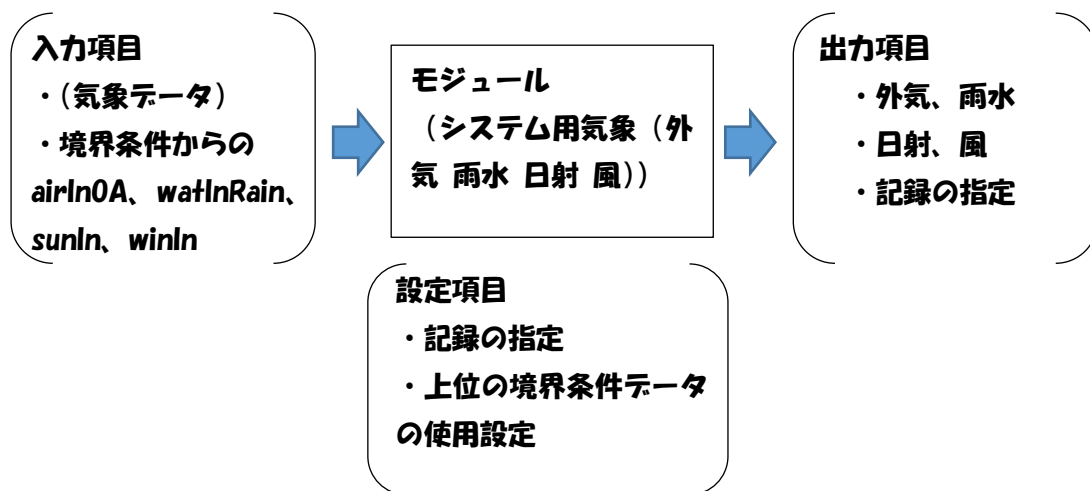 入力項目
・(気象データ)
・境界条件からの
airInOA、watInRain、
sunIn、winIn
モジュール
(システム用気象(外
気 雨水 日射 風))
出力項目
・外気、雨水
・日射、風
・記録の指定
設定項目
・記録の指定
・上位の境界条件データ
の使用設定